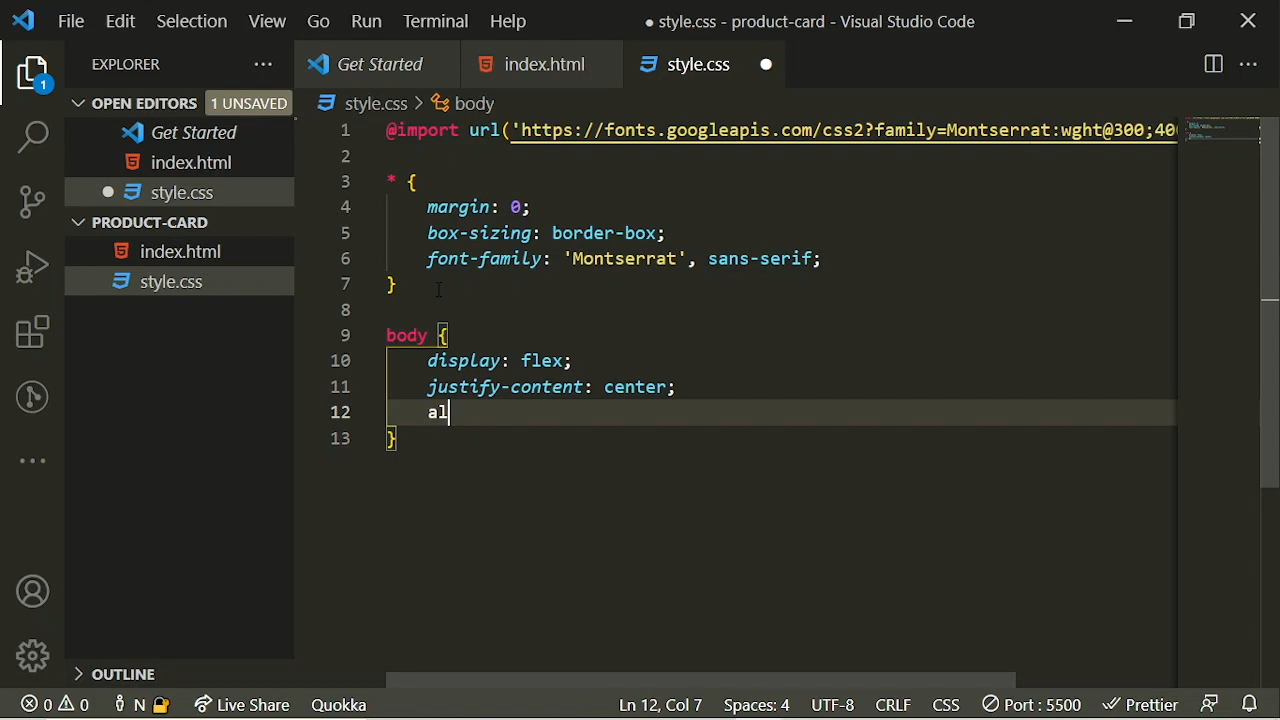 File Edit Selection View Go Run Terminal Help ● style.css - product-card - Visual Studio Code
EXPLORER ··· Get Started index.html style.css ●
1
OPEN EDITORS 1 UNSAVED
style.css > body
Get Started
index.html
● style.css
PRODUCT-CARD
index.html
style.css
1 @import url('https://fonts.googleapis.com/css2?family=Montserrat:wght@300;40
2
3 * {
4 margin: 0;
5 box-sizing: border-box;
6 font-family: 'Montserrat', sans-serif;
7 }
8
9 body {
10 display: flex;
11 justify-content: center;
12 al
13 }
OUTLINE
0 0 N Live Share Quokka Ln 12, Col 7 Spaces: 4 UTF-8 CRLF CSS Port : 5500 Prettier